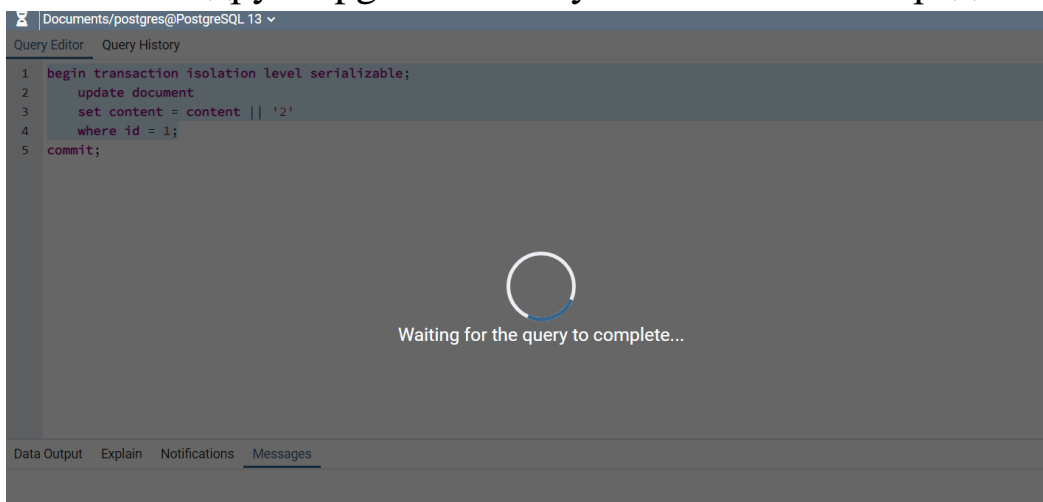 Documents/postgres@PostgreSQL 13
Query Editor Query History
1 begin transaction isolation level serializable;
2 update document
3 set content = content || '2'
4 where id = 1;
5 commit;
Waiting for the query to complete...
Data Output Explain Notifications Messages